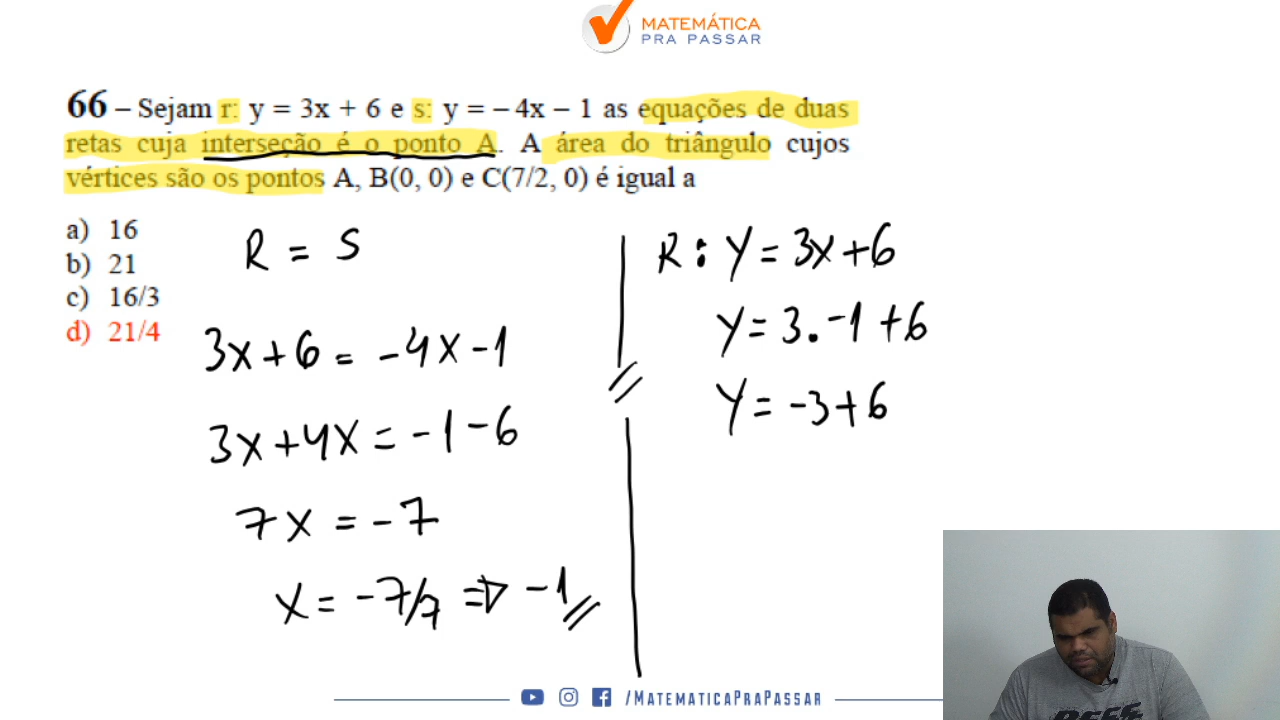 MATEMÁTICA
PRA PASSAR
66 – Sejam r: y = 3x + 6 e s: y = – 4x – 1 as equações de duas
retas cuja interseção é o ponto A. A área do triângulo cujos
vértices são os pontos A, B(0, 0) e C(7/2, 0) é igual a
a) 16
b) 21
c) 16/3
d) 21/4
R = S
3x + 6 = -4x - 1
3x + 4x = -1 - 6
7x = -7
x = -7/7 => -1
R: y = 3x + 6
y = 3. -1 + 6
y = -3 + 6
/MATEMATICAPRAPASSAR